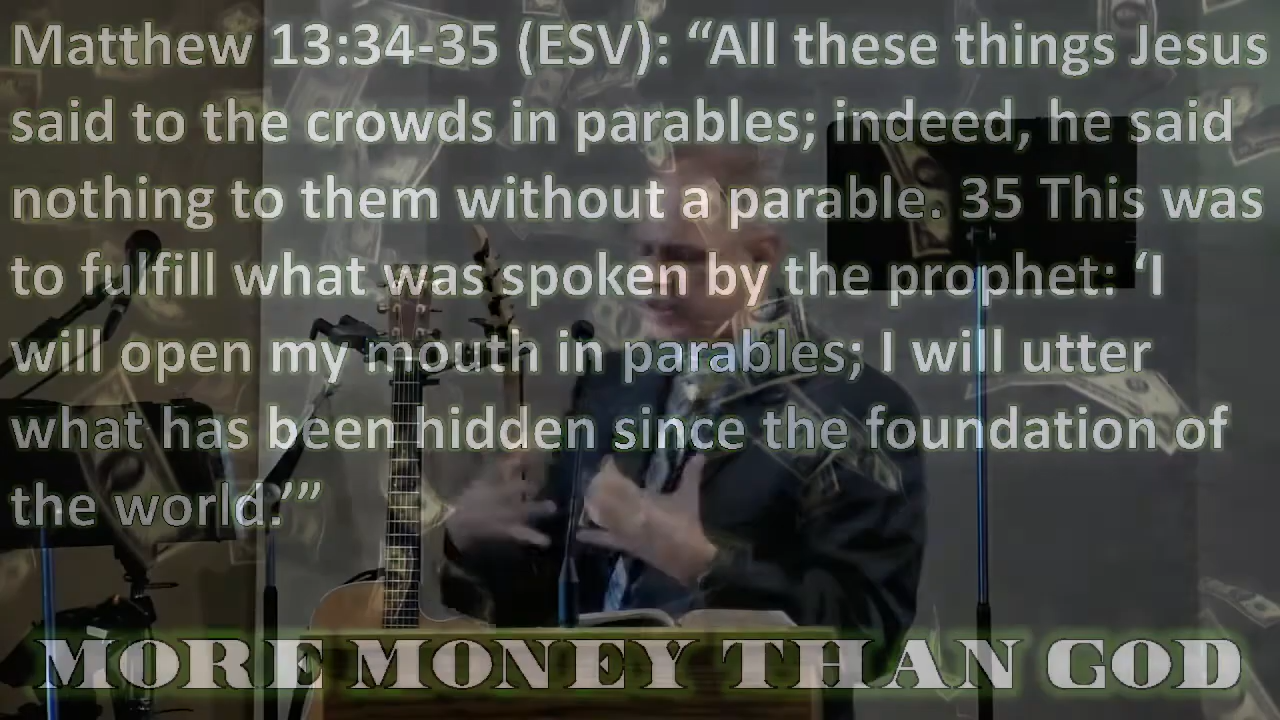 Matthew 13:34-35 (ESV): “All these things Jesus
said to the crowds in parables; indeed, he said
nothing to them without a parable. 35 This was
to fulfill what was spoken by the prophet: ‘I
will open my mouth in parables; I will utter
what has been hidden since the foundation of
the world.’”
MORE MONEY THAN GOD